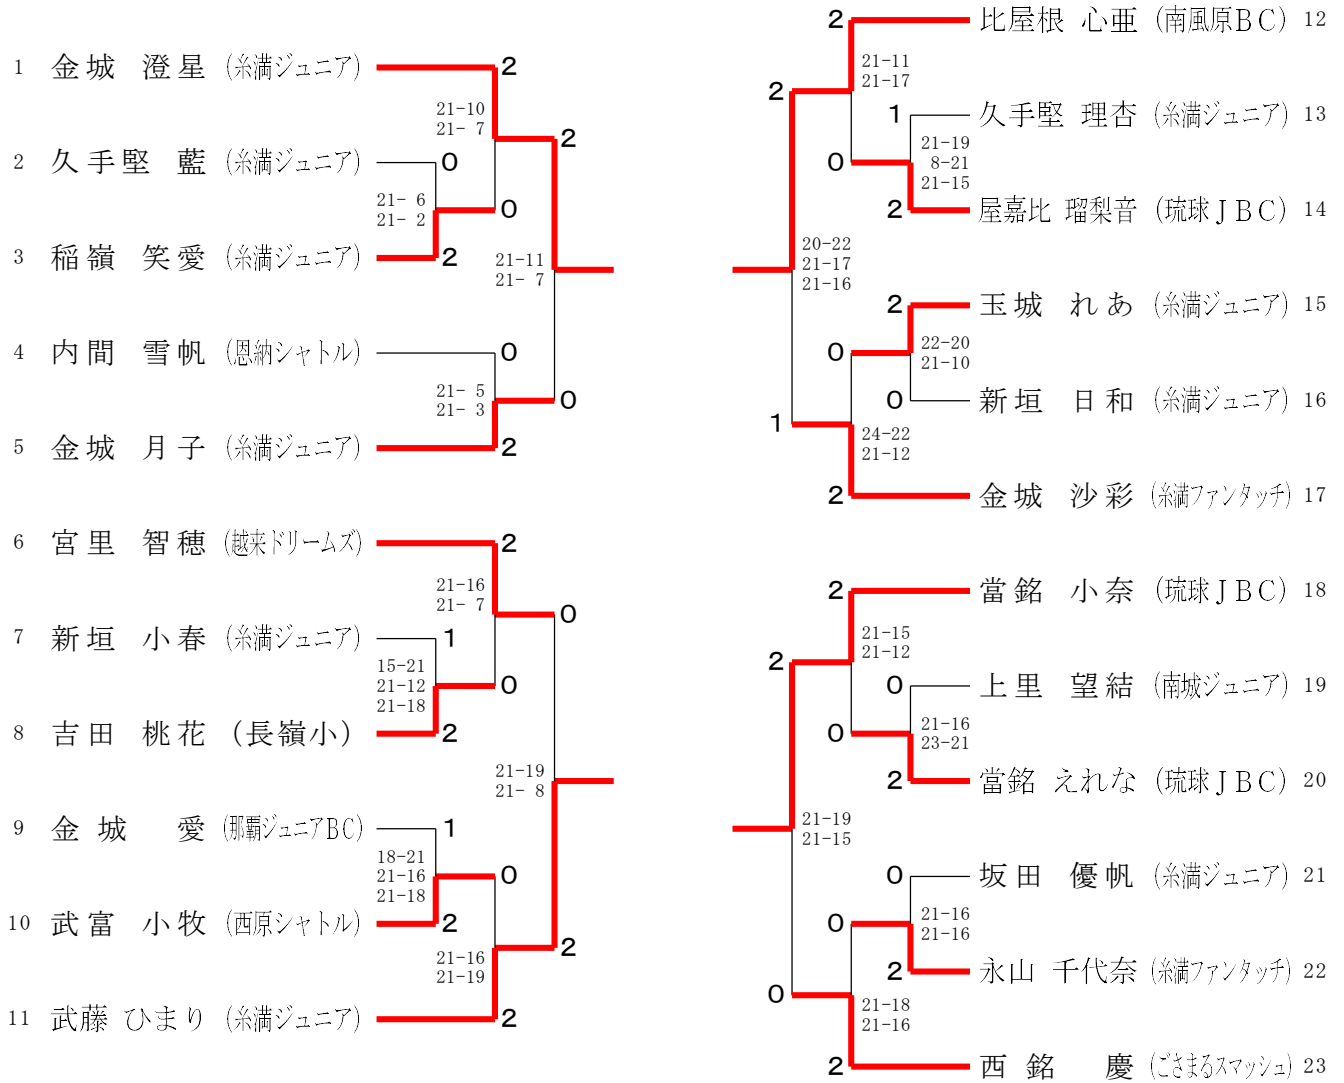 1 金城 澄星 (糸満ジュニア) 2
21-10
21- 7
2
2 久手堅 藍 (糸満ジュニア) 0
21- 6
21- 2
0
3 稲嶺 笑愛 (糸満ジュニア) 2
21-11
21- 7
4 内間 雪帆 (恩納シャトル) 0
21- 5
21- 3
0
5 金城 月子 (糸満ジュニア) 2
6 宮里 智穂 (越来ドリームズ) 2
21-16
21- 7
0
7 新垣 小春 (糸満ジュニア) 1
15-21
21-12
21-18
0
8 吉田 桃花 (長嶺小) 2
21-19
21- 8
9 金城 愛 (那覇ジュニアBC) 1
18-21
21-16
21-18
0
10 武富 小牧 (西原シャトル) 2
21-16
21-19
2
11 武藤 ひまり (糸満ジュニア) 2
2 比屋根 心亜 (南風原BC) 12
21-11
21-17
2
1 久手堅 理杏 (糸満ジュニア) 13
21-19
8-21
21-15
0
2 屋嘉比 瑠梨音 (琉球JBC) 14
20-22
21-17
21-16
2 玉城 れあ (糸満ジュニア) 15
22-20
21-10
0
0 新垣 日和 (糸満ジュニア) 16
1
24-22
21-12
2 金城 沙彩 (糸満ファンタッチ) 17
2 當銘 小奈 (琉球JBC) 18
21-15
21-12
2
0 上里 望結 (南城ジュニア) 19
21-16
23-21
0
2 當銘 えれな (琉球JBC) 20
21-19
21-15
0 坂田 優帆 (糸満ジュニア) 21
21-16
21-16
0
2 永山 千代奈 (糸満ファンタッチ) 22
0
21-18
21-16
2 西銘 慶 (ごさまるスマッシュ) 23